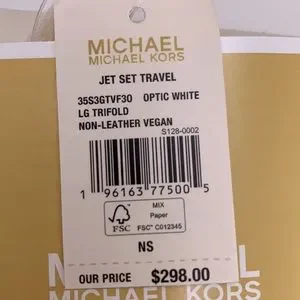 MICHAEL
MICHAEL KORS
JET SET TRAVEL
35S3GTVF30 OPTIC WHITE
LG TRIFOLD
NON-LEATHER VEGAN
S128-0002
1 96163 77500 5
FSC
MIX
Paper
FSC® C012345
NS
OUR PRICE $298.00
MICHAEL KORS